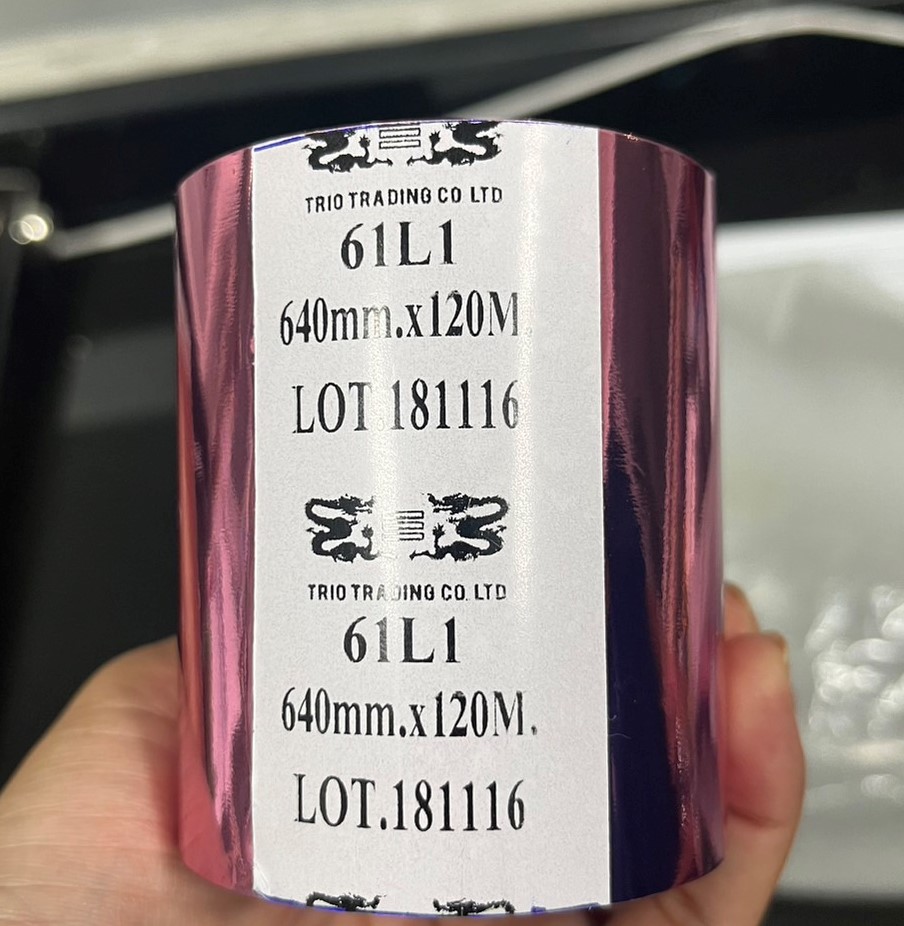 TRIO TRADING CO LTD
61L1
640mm.x120M.
LOT.181116
TRIO TRADING CO. LTD
61L1
640mm.x120M.
LOT.181116